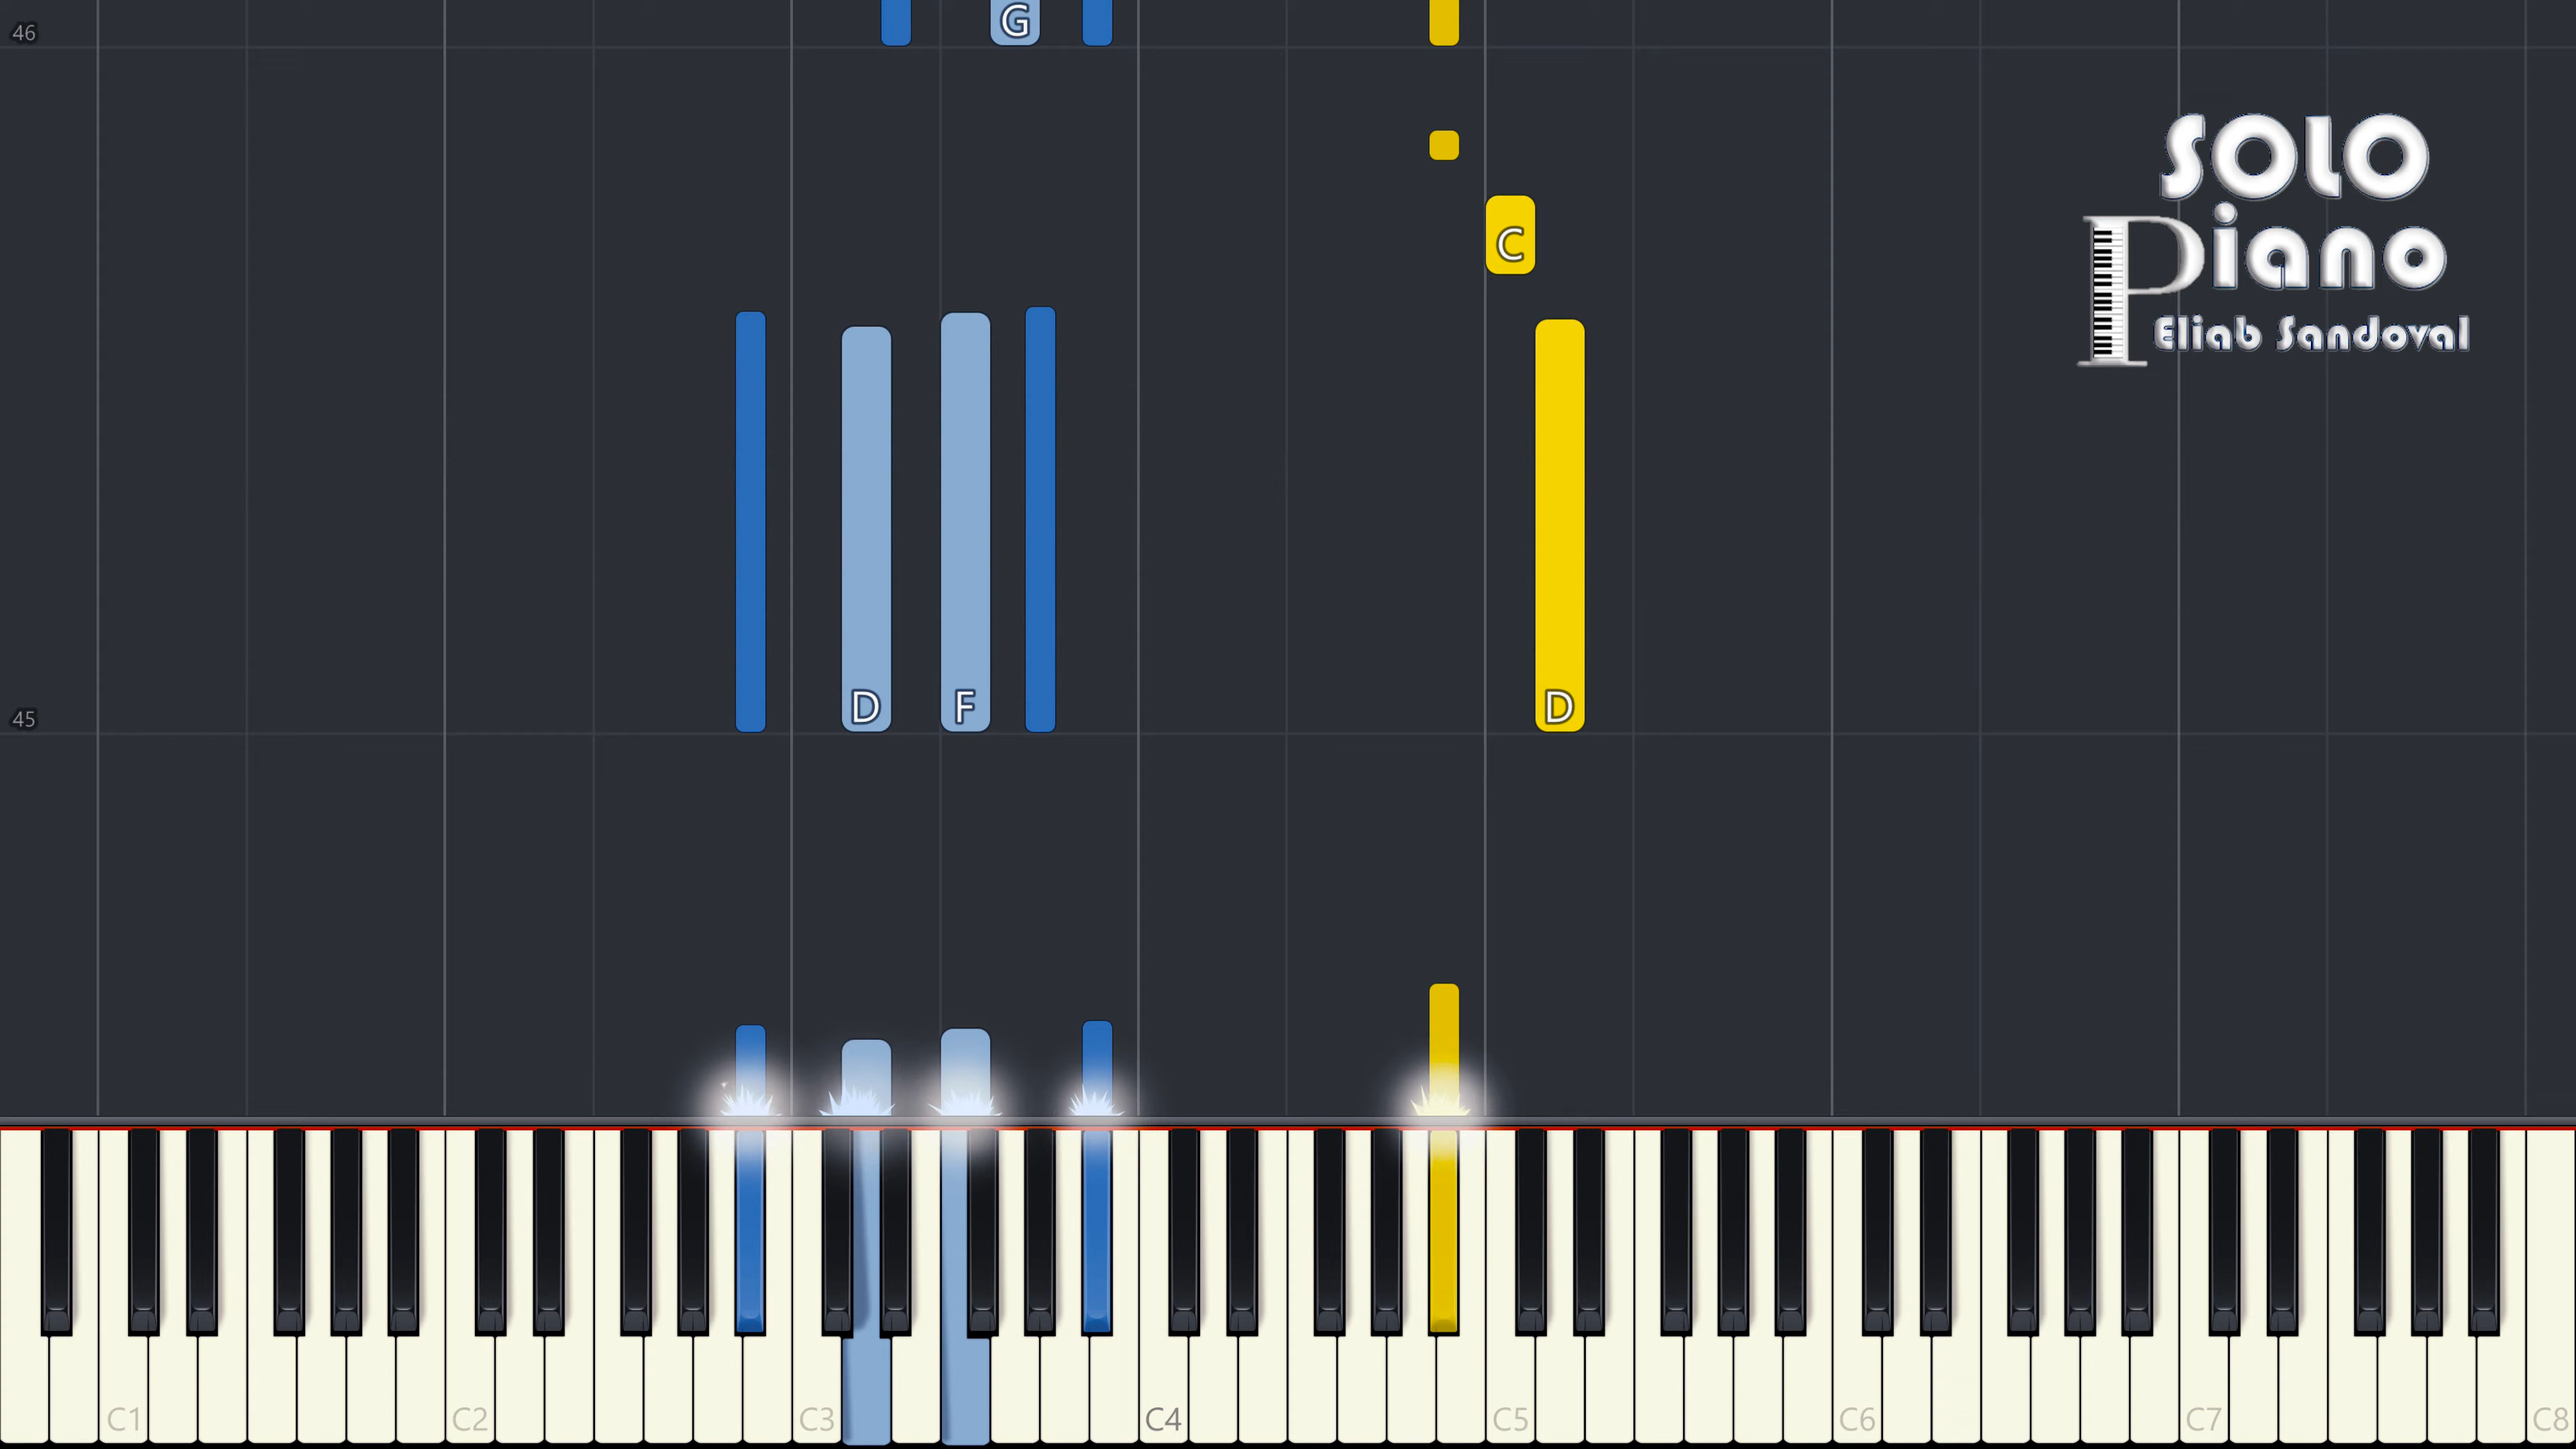 46
G
SOLO
Piano
Eliab Sandoval
C
D F D
45
C1 C2 C3 C4 C5 C6 C7 C8